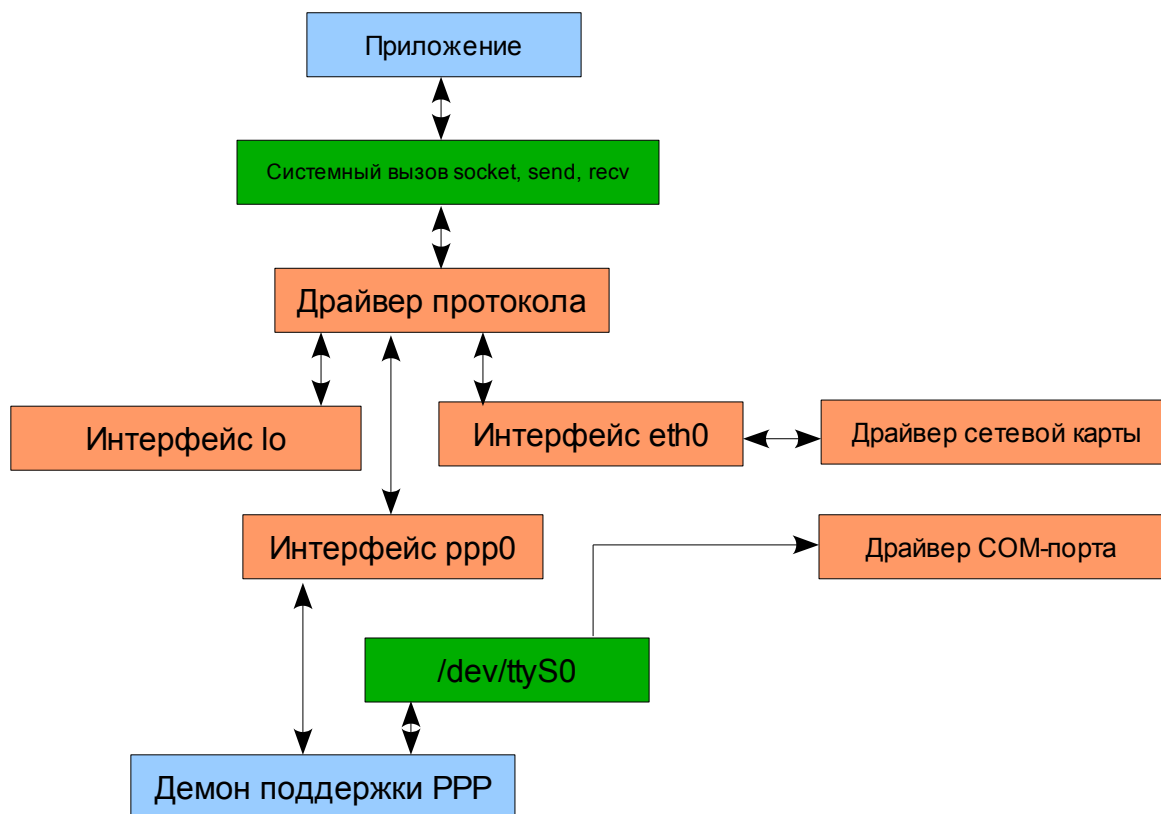 Приложение
Системный вызов socket, send, recv
Драйвер протокола
Интерфейс lo
Интерфейс eth0
Драйвер сетевой карты
Интерфейс ppp0
Драйвер COM-порта
/dev/ttyS0
Демон поддержки PPP